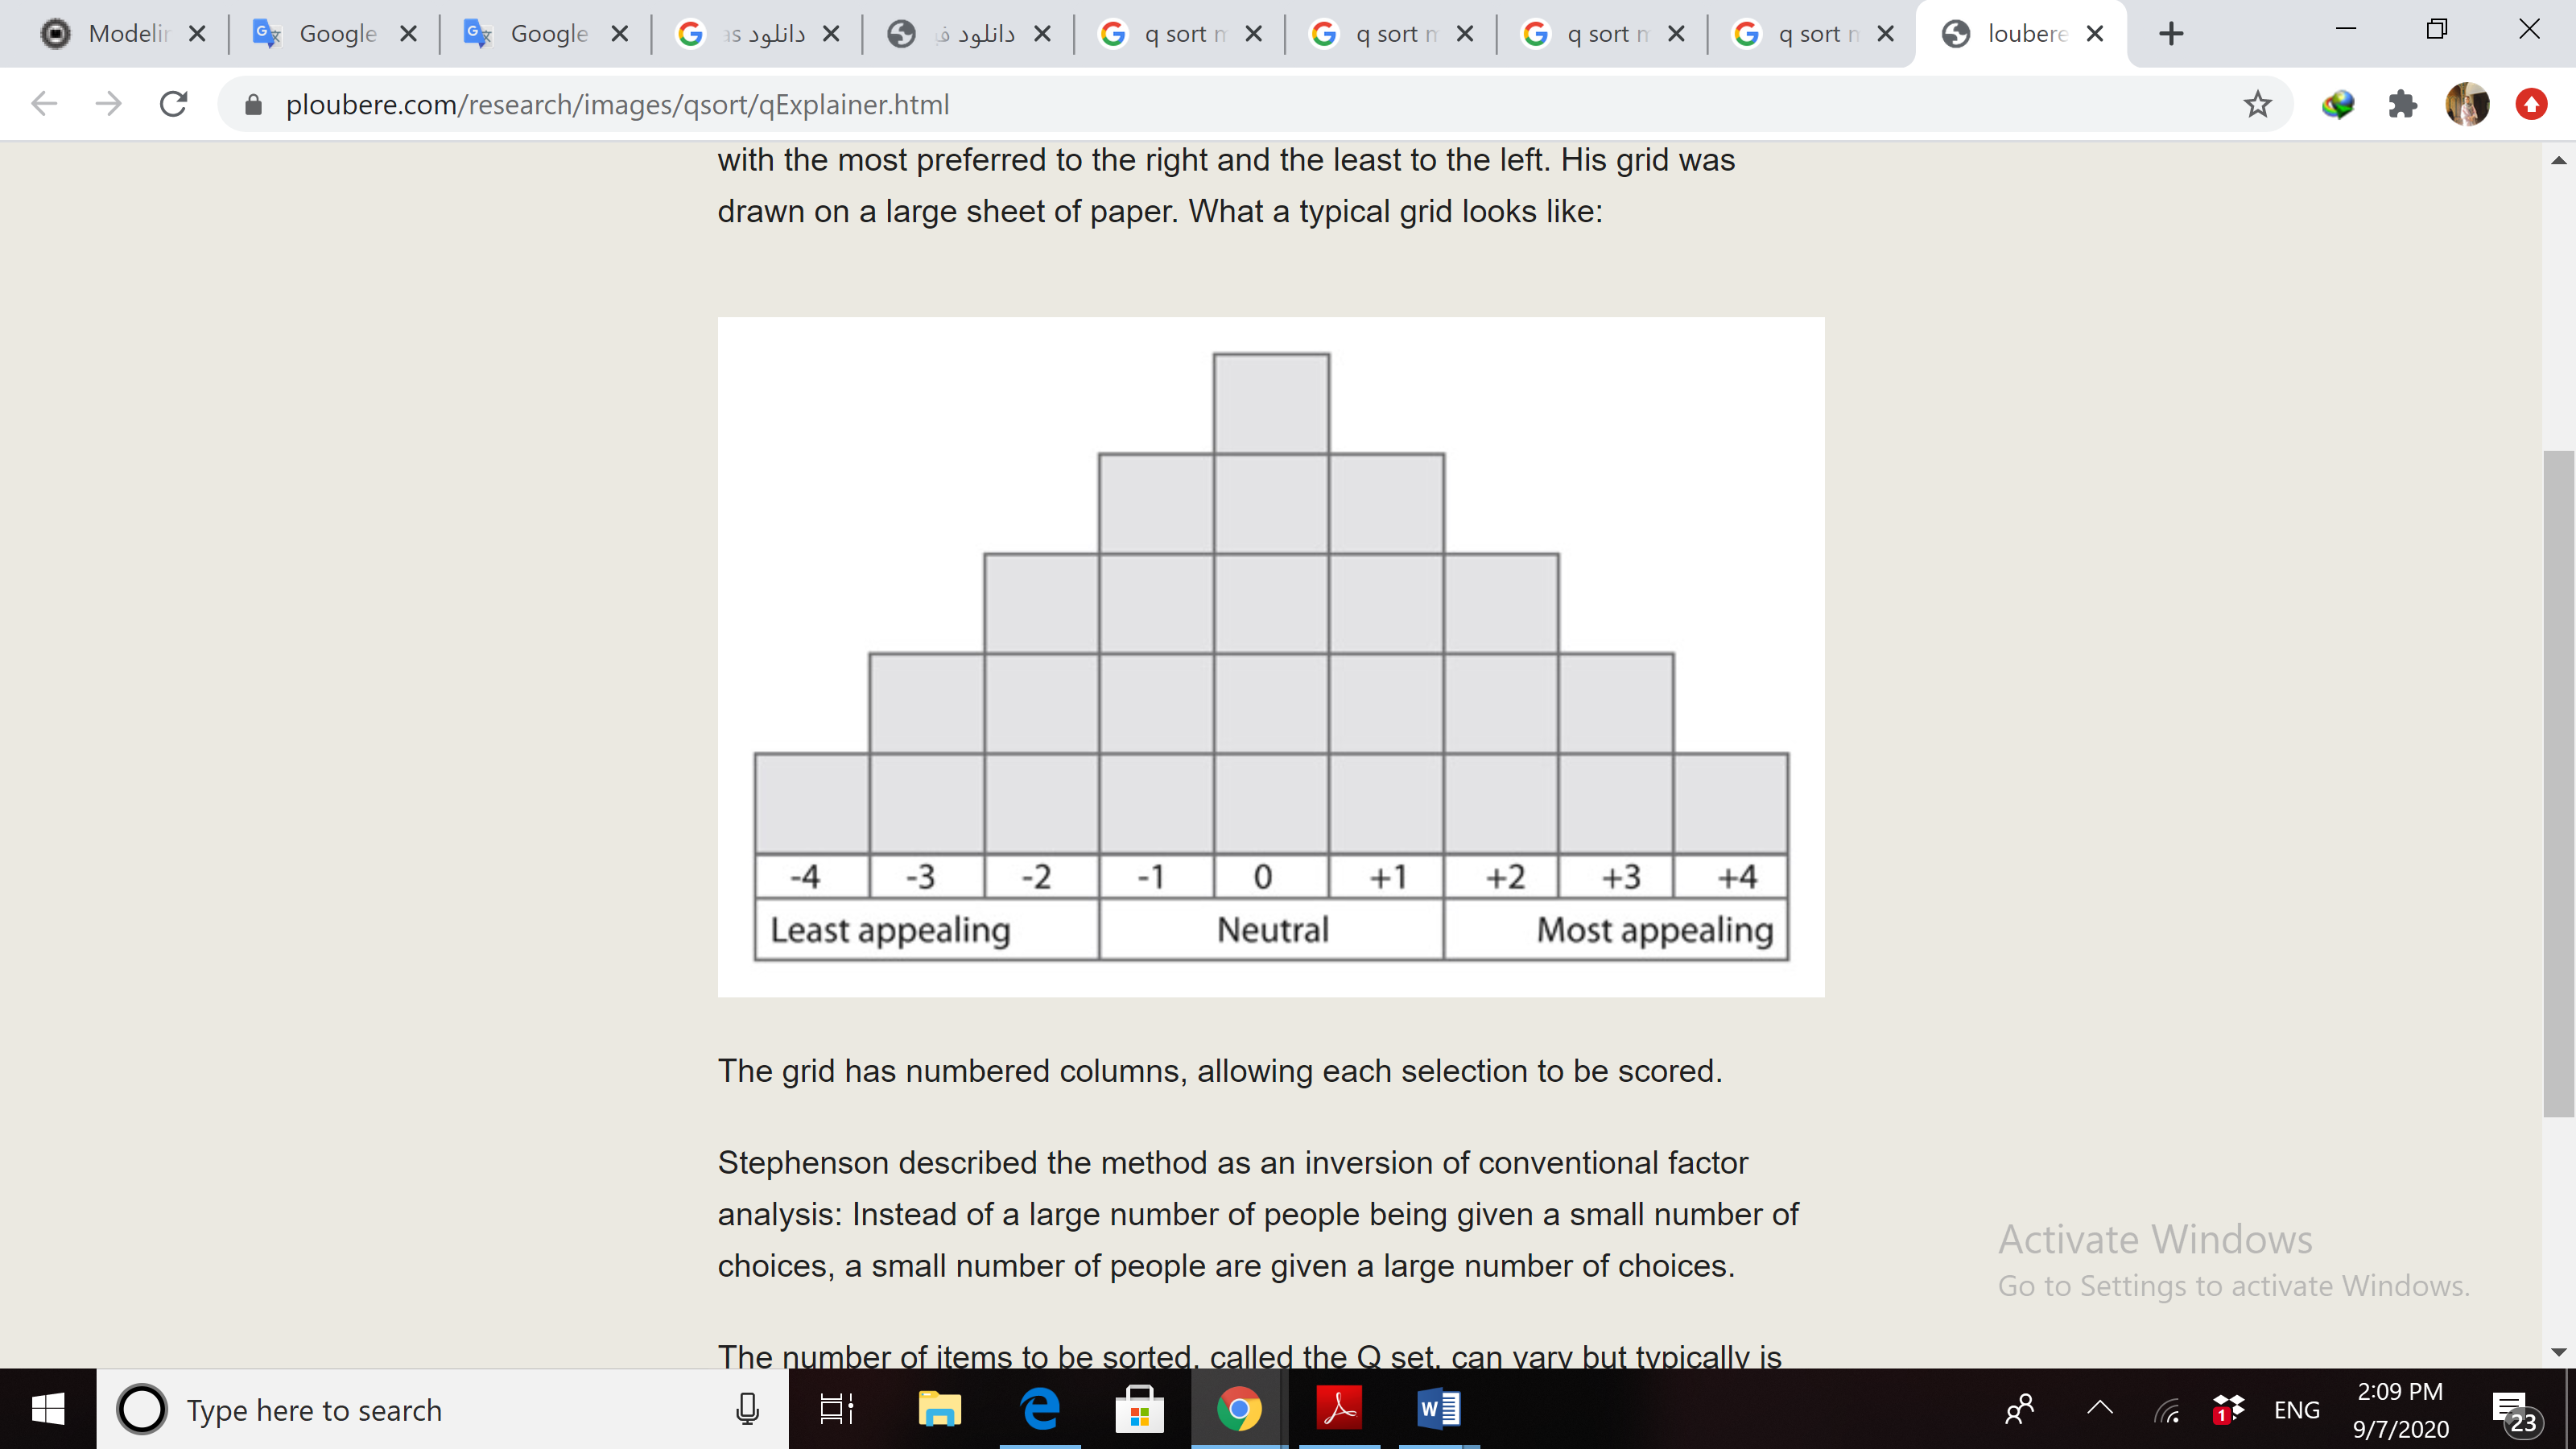 Modelir
Google
Google
دانلود as
دانلود ف
q sort m
q sort m
q sort m
q sort n
loubere
ploubere.com/research/images/qsort/qExplainer.html
with the most preferred to the right and the least to the left. His grid was
drawn on a large sheet of paper. What a typical grid looks like:
-4 -3 -2 -1 0 +1 +2 +3 +4
Least appealing Neutral Most appealing
The grid has numbered columns, allowing each selection to be scored.
Stephenson described the method as an inversion of conventional factor
analysis: Instead of a large number of people being given a small number of
choices, a small number of people are given a large number of choices.
The number of items to be sorted, called the Q set, can vary but typically is
Activate Windows
Go to Settings to activate Windows.
Type here to search
W
1
ENG
2:09 PM
9/7/2020
23